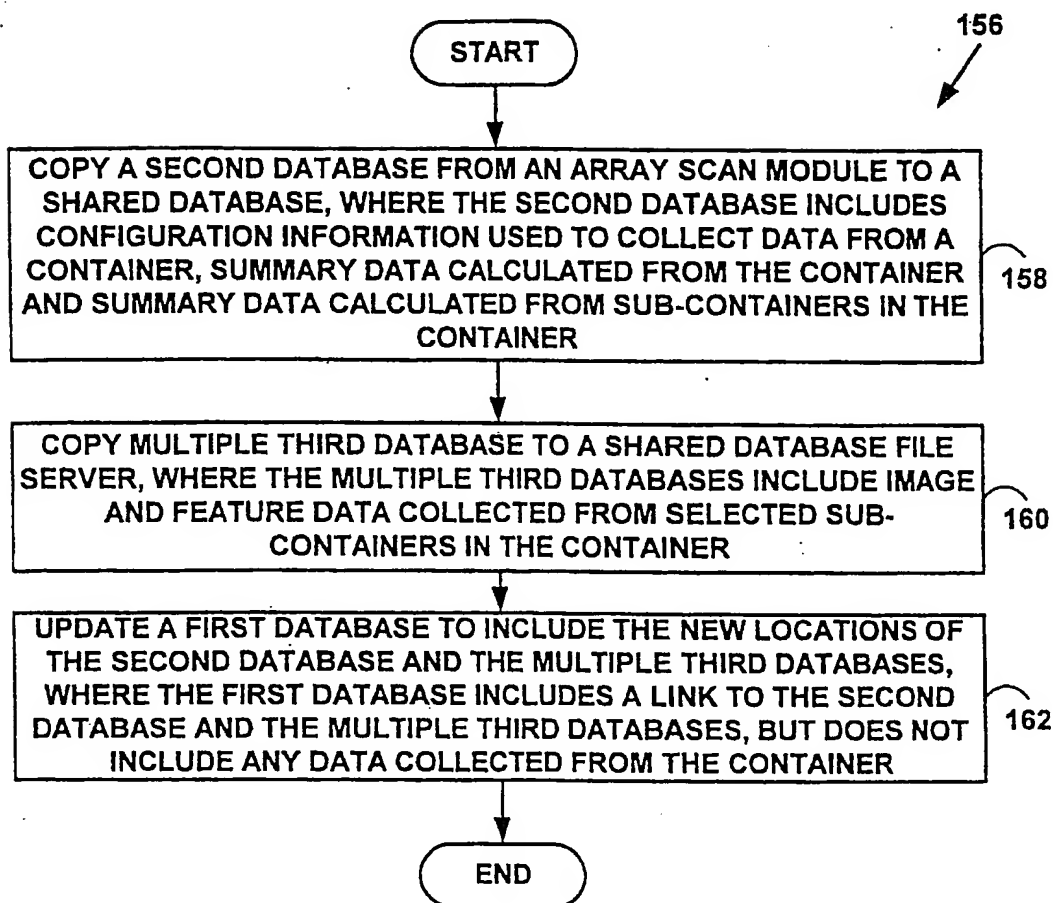 156
START
COPY A SECOND DATABASE FROM AN ARRAY SCAN MODULE TO A
SHARED DATABASE, WHERE THE SECOND DATABASE INCLUDES
CONFIGURATION INFORMATION USED TO COLLECT DATA FROM A
CONTAINER, SUMMARY DATA CALCULATED FROM THE CONTAINER
AND SUMMARY DATA CALCULATED FROM SUB-CONTAINERS IN THE
CONTAINER
158
COPY MULTIPLE THIRD DATABASE TO A SHARED DATABASE FILE
SERVER, WHERE THE MULTIPLE THIRD DATABASES INCLUDE IMAGE
AND FEATURE DATA COLLECTED FROM SELECTED SUB-
CONTAINERS IN THE CONTAINER
160
UPDATE A FIRST DATABASE TO INCLUDE THE NEW LOCATIONS OF
THE SECOND DATABASE AND THE MULTIPLE THIRD DATABASES,
WHERE THE FIRST DATABASE INCLUDES A LINK TO THE SECOND
DATABASE AND THE MULTIPLE THIRD DATABASES, BUT DOES NOT
INCLUDE ANY DATA COLLECTED FROM THE CONTAINER
162
END